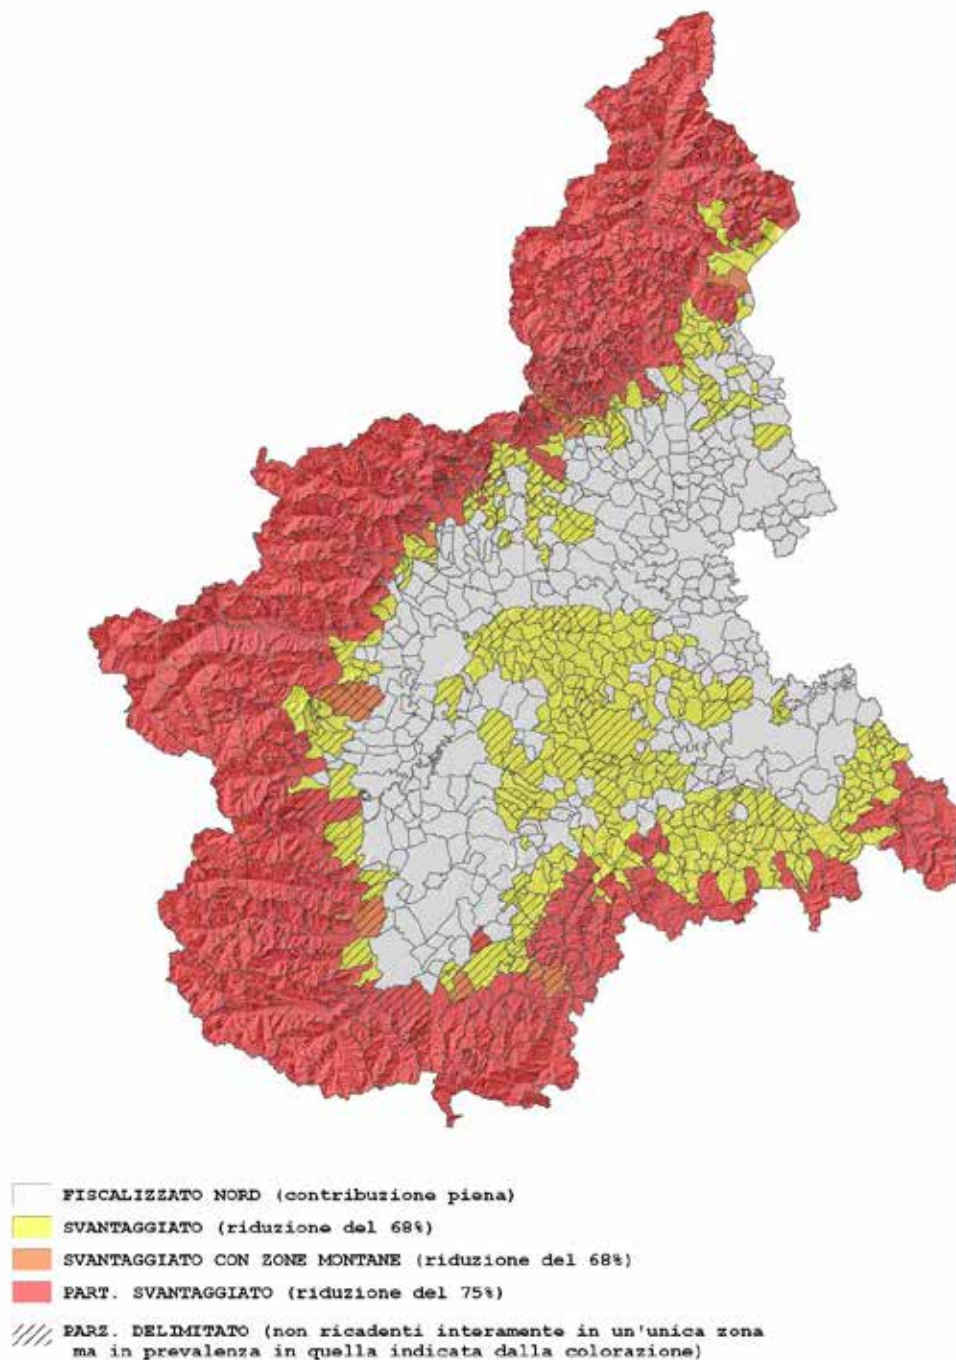 FISCALIZZATO NORD (contribuzione piena)
SVANTAGGIATO (riduzione del 68%)
SVANTAGGIATO CON ZONE MONTANE (riduzione del 68%)
PART. SVANTAGGIATO (riduzione del 75%)
PARZ. DELIMITATO (non ricadenti interamente in un'unica zona
ma in prevalenza in quella indicata dalla colorazione)